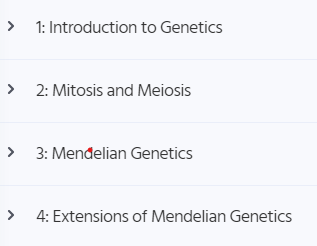 1: Introduction to Genetics
2: Mitosis and Meiosis
3: Mendelian Genetics
4: Extensions of Mendelian Genetics